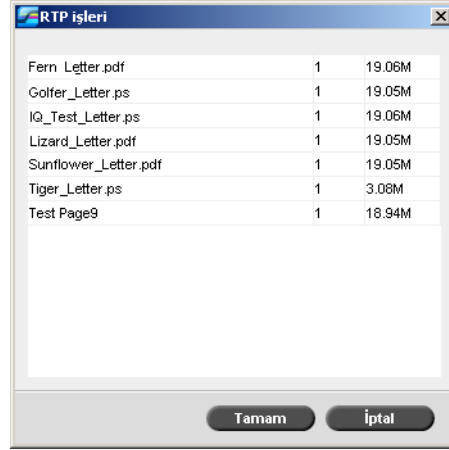 RTP işleri
Fern Letter.pdf 1 19.06M
Golfer_Letter.ps 1 19.05M
IQ_Test_Letter.ps 1 19.06M
Lizard_Letter.pdf 1 19.05M
Sunflower_Letter.pdf 1 19.05M
Tiger_Letter.ps 1 3.08M
Test Page9 1 18.94M
Tamam İptal